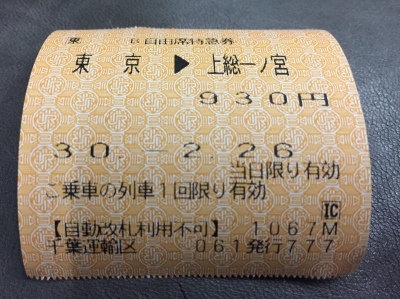 東 B自由席特急券
東京 ▶ 上総一ノ宮
930円
30.-2.26
当日限り有効
ご乗車の列車1回限り有効
IC
【自動改札利用不可】 1067M
千葉運輸区 061発行777